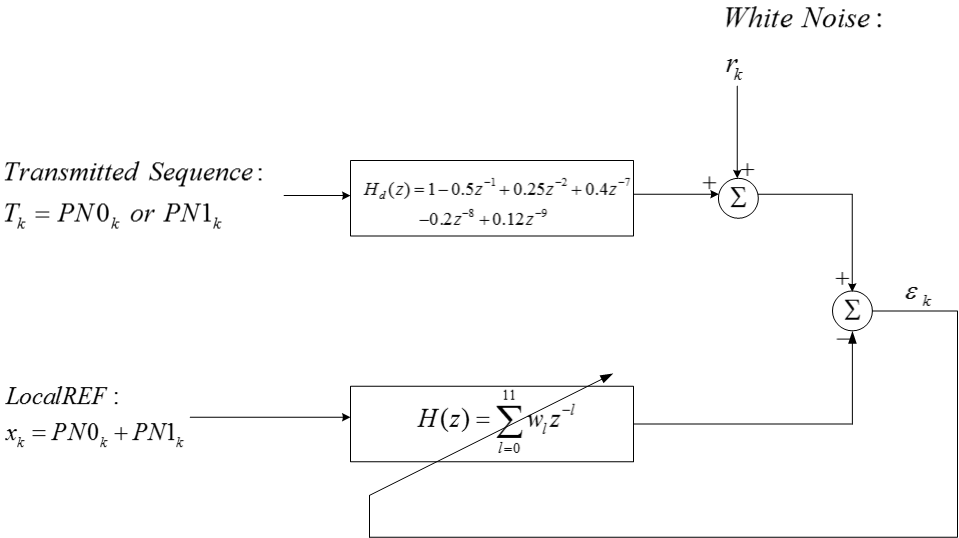 White Noise :
r_k
Transmitted Sequence :
T_k = PN0_k or PN1_k
H_d(z) = 1 − 0.5z^{-1} + 0.25z^{-2} + 0.4z^{-7}
−0.2z^{-8} + 0.12z^{-9}
+ +
Σ
+
Σ
ε_k
−
LocalREF :
x_k = PN0_k + PN1_k
H(z) = \sum_{l=0}^{11} w_l z^{-l}